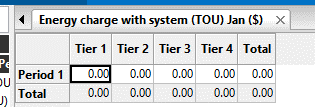 Energy charge with system (TOU) Jan ($)
Tier 1 Tier 2 Tier 3 Tier 4 Total
Period 1 0.00 0.00 0.00 0.00 0.00
Total 0.00 0.00 0.00 0.00 0.00